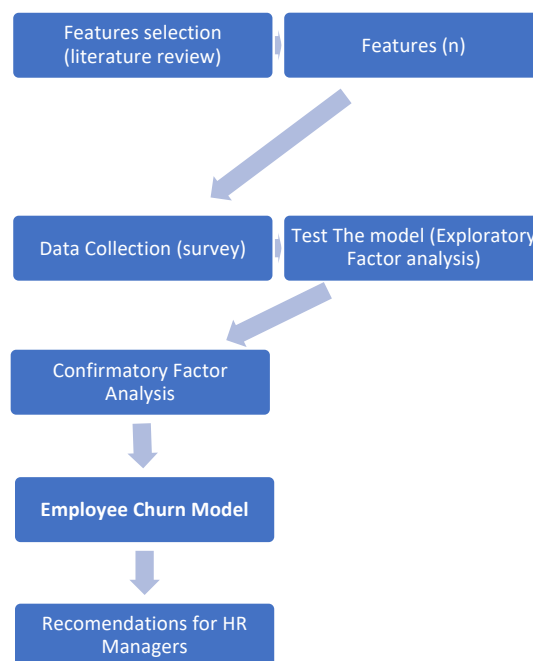 Features selection
(literature review)
Features (n)
Data Collection (survey)
Test The model (Exploratory
Factor analysis)
Confirmatory Factor
Analysis
Employee Churn Model
Recomendations for HR
Managers